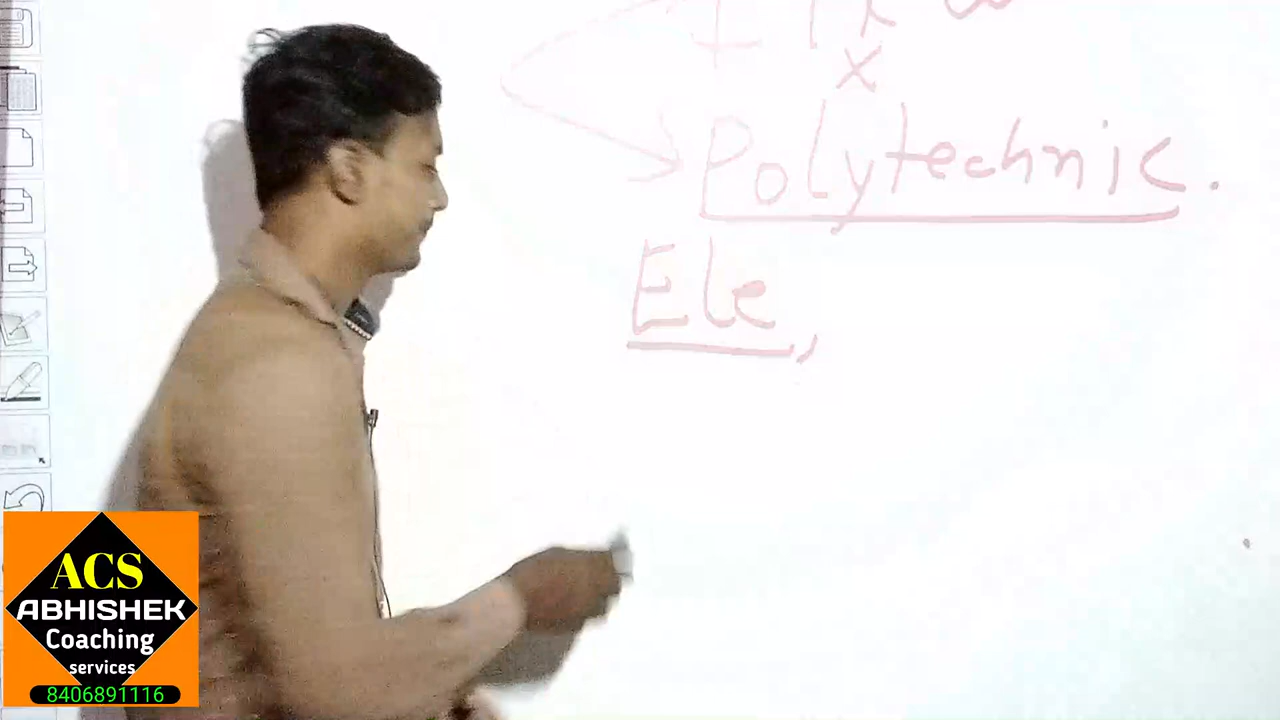 x
Polytechnic.
Ele,
ACS
ABHISHEK
Coaching
services
8406891116